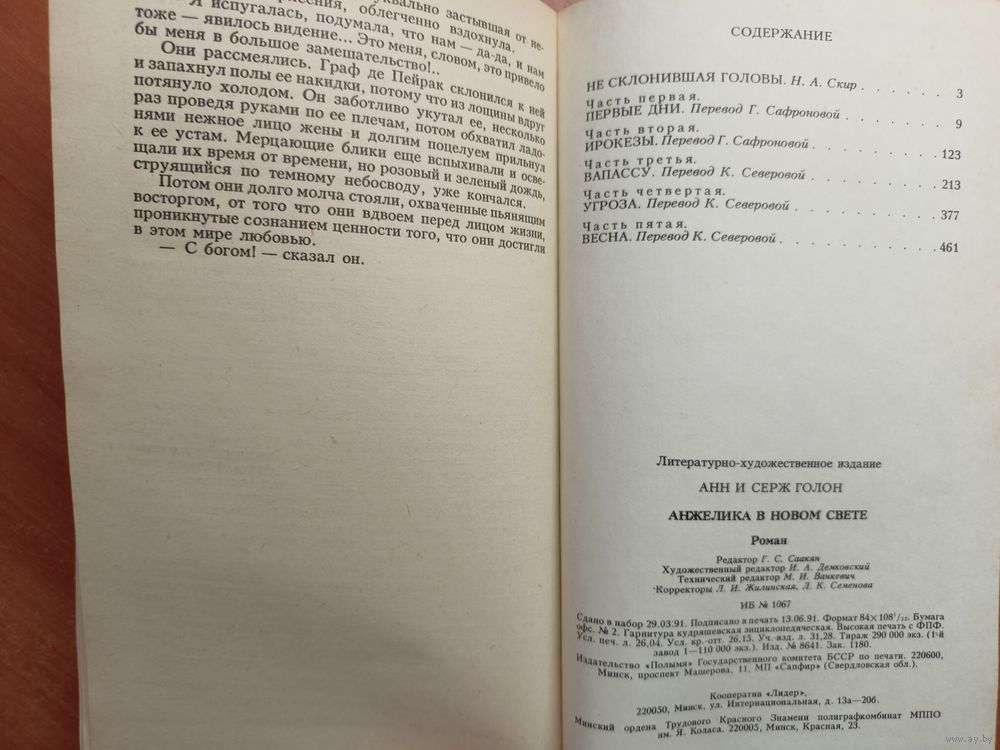 буквально застывшая от не-
облегченно вздохнула.
Я испугалась, подумала, что нам — да-да, и нам
тоже — явилось видение... Это меня, словом, это привело
бы меня в большое замешательство!..
Они рассмеялись. Граф де Пейрак склонился к ней
и запахнул полы ее накидки, потому что из лощины вдруг
потянуло холодом. Он заботливо укутал ее, несколько
раз проведя руками по ее плечам, потом обхватил ладо-
нями нежное лицо жены и долгим поцелуем прильнул
к ее устам. Мерцающие блики еще вспыхивали и осве-
щали их время от времени, но розовый и зеленый дождь,
струящийся по темному небосводу, уже кончался.
Потом они долго молча стояли, охваченные пьянящим
восторгом, от того что они вдвоем перед лицом жизни,
проникнутые сознанием ценности того, что они достигли
в этом мире любовью.
— С богом! — сказал он.
СОДЕРЖАНИЕ
НЕ СКЛОНИВШАЯ ГОЛОВЫ. Н. А. Скир . . . . . . 3
Часть первая.
ПЕРВЫЕ ДНИ. Перевод Г. Сафроновой . . . . . . 9
Часть вторая.
ИРОКЕЗЫ. Перевод Г. Сафроновой . . . . . . . 123
Часть третья.
ВАПАССУ. Перевод К. Северовой . . . . . . . 213
Часть четвертая.
УГРОЗА. Перевод К. Северовой . . . . . . . . 377
Часть пятая.
ВЕСНА. Перевод К. Северовой . . . . . . . . 461
Литературно-художественное издание
АНН И СЕРЖ ГОЛОН
АНЖЕЛИКА В НОВОМ СВЕТЕ
Роман
Редактор Г. С. Саакян
Художественный редактор И. А. Демковский
Технический редактор М. И. Ванкевич
Корректоры Л. И. Жилинская, Л. К. Семенова
ИБ № 1067
Сдано в набор 29.03.91. Подписано в печать 13.06.91. Формат 84×108¹/₃₂. Бумага
офс. № 2. Гарнитура кудряшевская энциклопедическая. Высокая печать с ФПФ.
Усл. печ. л. 26,04. Усл. кр.-отт. 26,15. Уч.-изд. л. 31,28. Тираж 290 000 экз. (1-й
завод 1—110 000 экз.). Изд. № 8641. Зак. 1180.
Издательство «Полымя» Государственного комитета БССР по печати. 220600,
Минск, проспект Машерова, 11, МП «Сапфир» (Свердловская обл.).
Кооператив «Лидер»,
220050, Минск, ул. Интернациональная, д. 13а—206.
Минский ордена Трудового Красного Знамени полиграфкомбинат МППО
им. Я. Коласа. 220005, Минск, Красная, 23.
www.ay.by